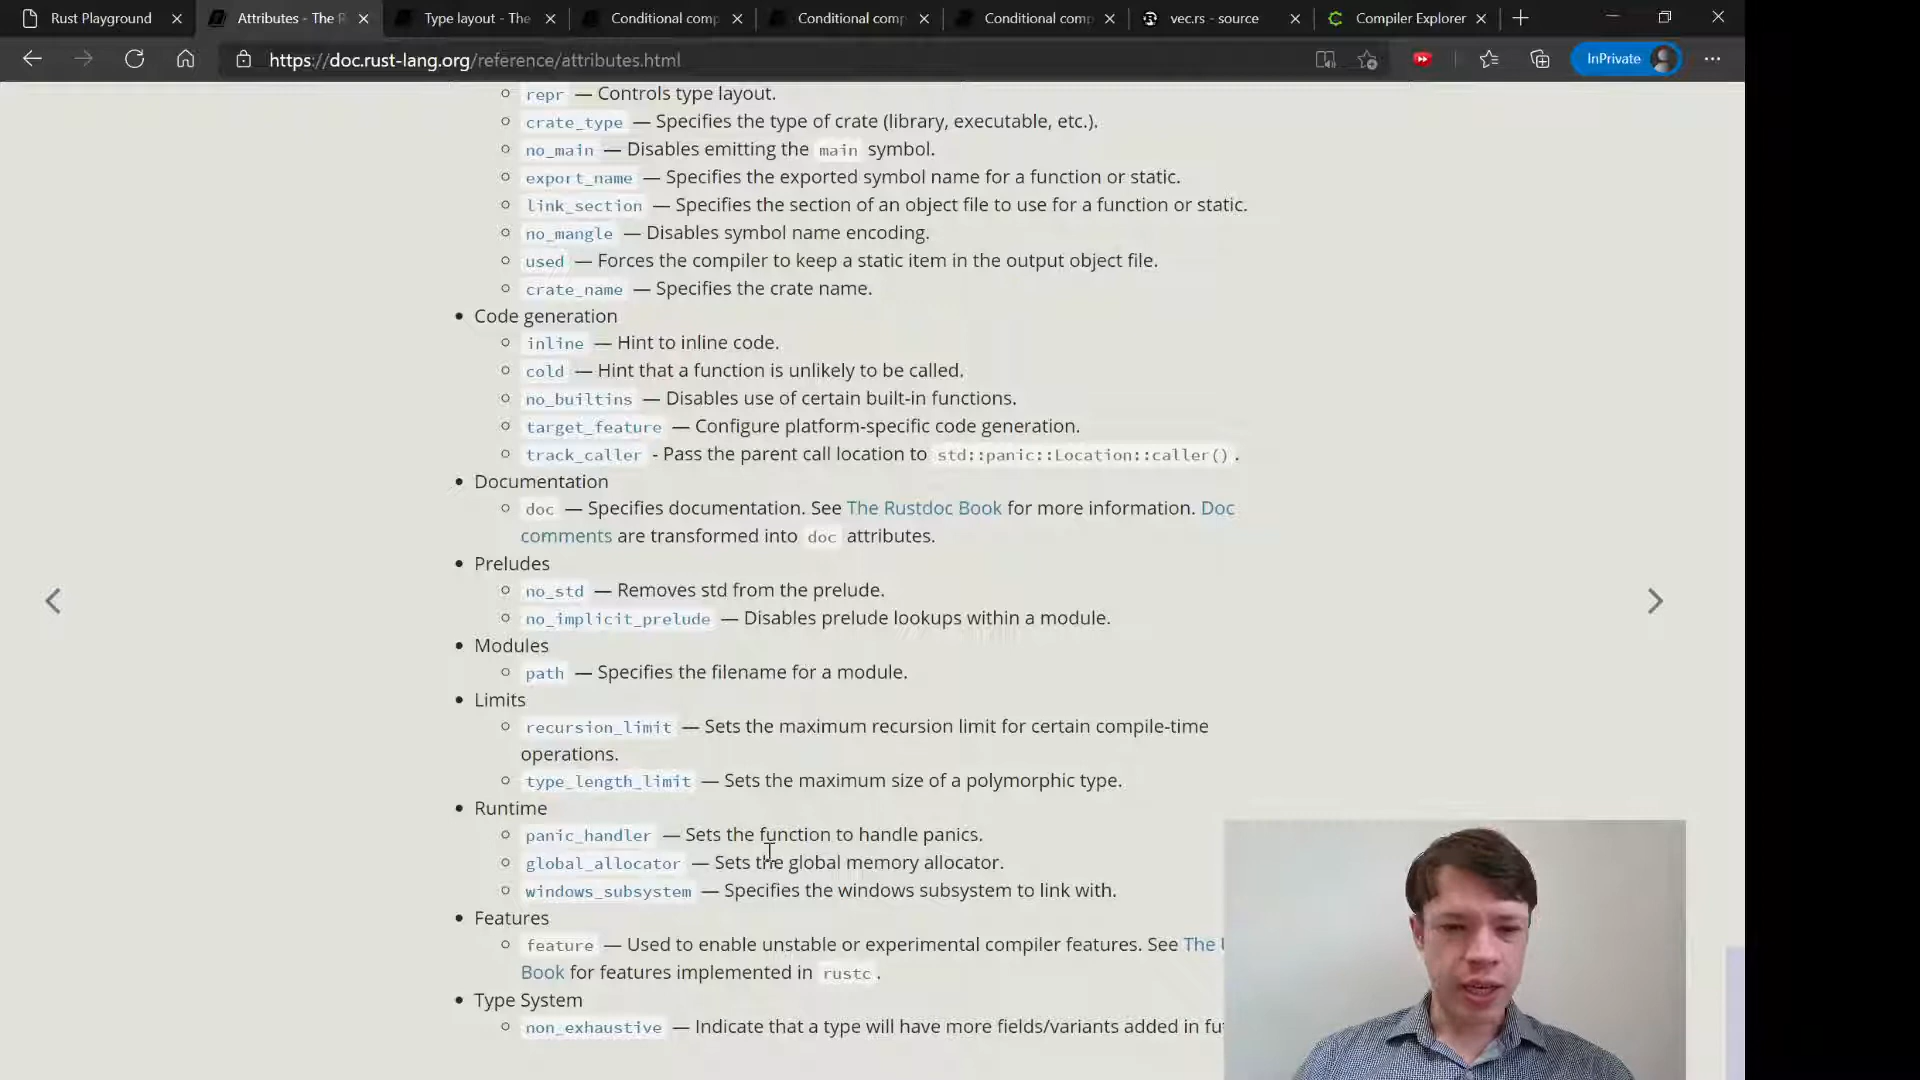 Rust Playground
Attributes - The R
Type layout - The
Conditional comp
Conditional comp
Conditional comp
vec.rs - source
Compiler Explorer
https://doc.rust-lang.org/reference/attributes.html
InPrivate
repr — Controls type layout.
crate_type — Specifies the type of crate (library, executable, etc.).
no_main — Disables emitting the main symbol.
export_name — Specifies the exported symbol name for a function or static.
link_section — Specifies the section of an object file to use for a function or static.
no_mangle — Disables symbol name encoding.
used — Forces the compiler to keep a static item in the output object file.
crate_name — Specifies the crate name.
Code generation
inline — Hint to inline code.
cold — Hint that a function is unlikely to be called.
no_builtins — Disables use of certain built-in functions.
target_feature — Configure platform-specific code generation.
track_caller - Pass the parent call location to std::panic::Location::caller().
Documentation
doc — Specifies documentation. See The Rustdoc Book for more information. Doc
comments are transformed into doc attributes.
Preludes
no_std — Removes std from the prelude.
no_implicit_prelude — Disables prelude lookups within a module.
Modules
path — Specifies the filename for a module.
Limits
recursion_limit — Sets the maximum recursion limit for certain compile-time
operations.
type_length_limit — Sets the maximum size of a polymorphic type.
Runtime
panic_handler — Sets the function to handle panics.
global_allocator — Sets the global memory allocator.
windows_subsystem — Specifies the windows subsystem to link with.
Features
feature — Used to enable unstable or experimental compiler features. See The
Book for features implemented in rustc.
Type System
non_exhaustive — Indicate that a type will have more fields/variants added in fu